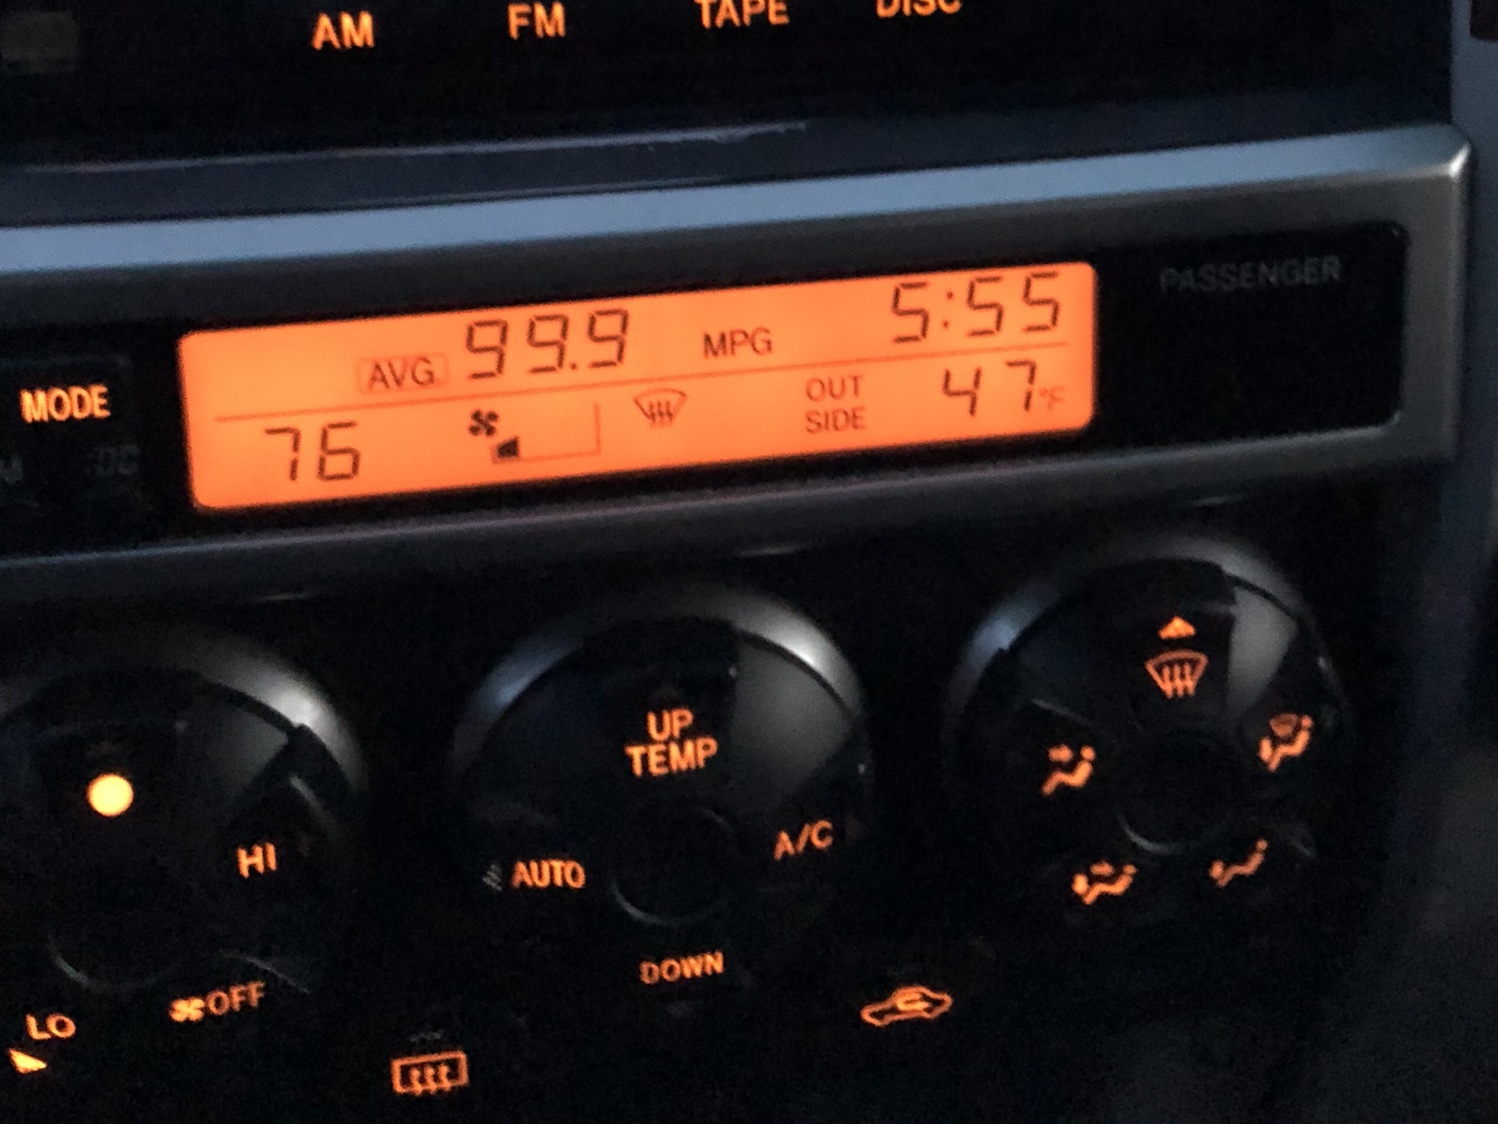 AM FM TAPE DISC
PASSENGER
AVG. 99.9 MPG 5:55
MODE
76 OUT SIDE 47°F
UP
TEMP
HI AUTO A/C
DOWN
LO OFF